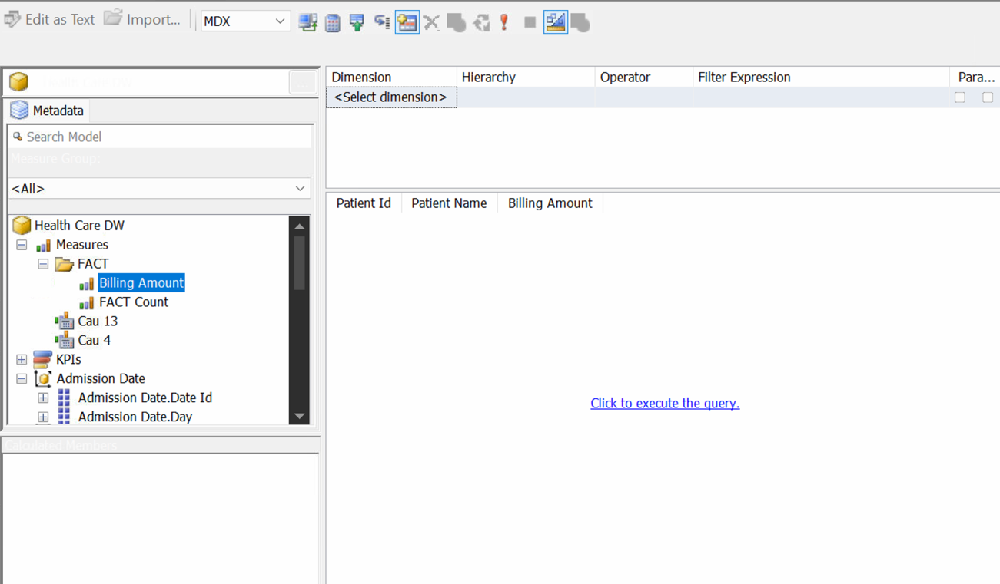 Edit as Text Import... MDX
Health Care DW
Metadata
Search Model
Measure Group:
<All>
Health Care DW
Measures
FACT
Billing Amount
FACT Count
Cau 13
Cau 4
KPIs
Admission Date
Admission Date.Date Id
Admission Date.Day
Calculated Members
Dimension Hierarchy Operator Filter Expression Para...
<Select dimension>
Patient Id Patient Name Billing Amount
Click to execute the query.